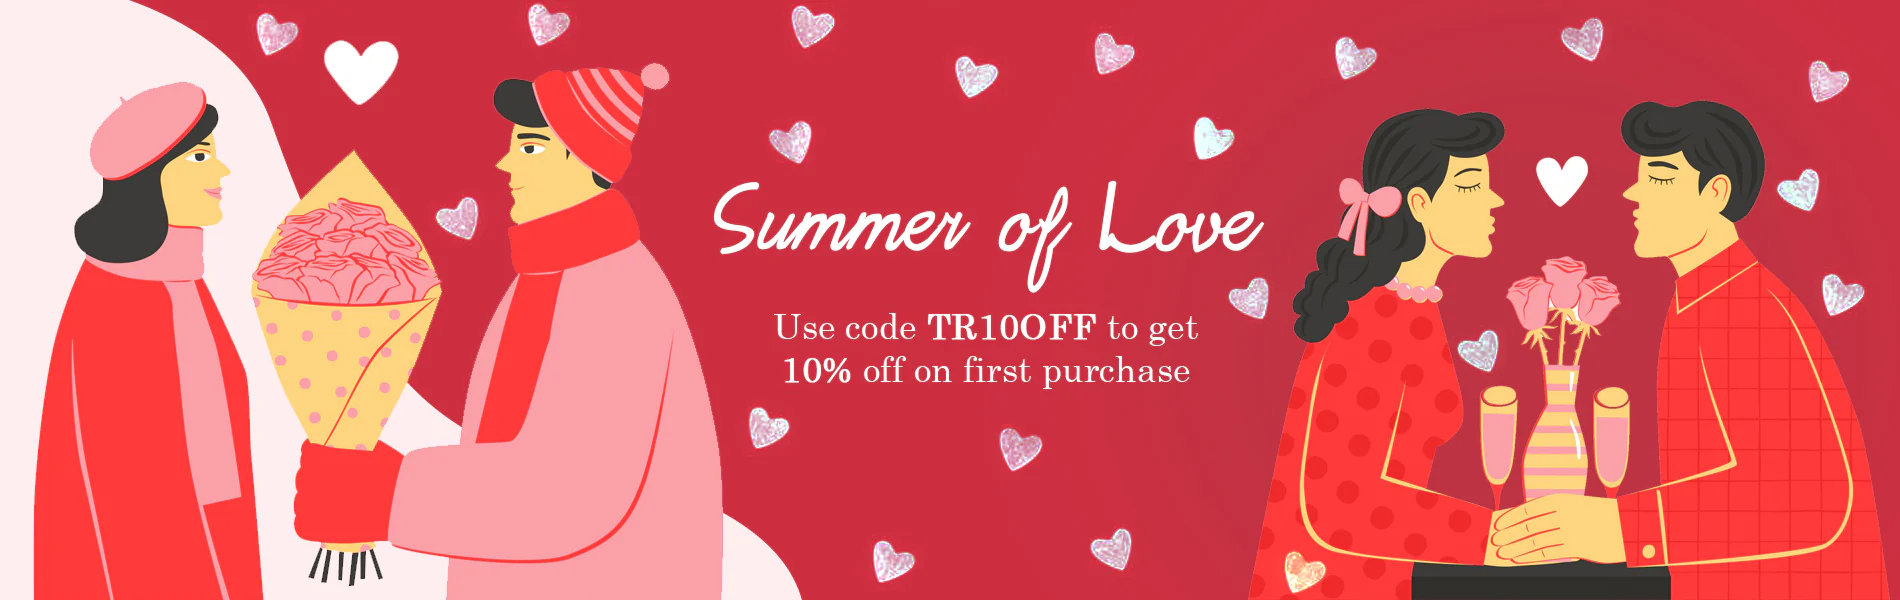 Summer of Love
Use code TR10OFF to get
10% off on first purchase